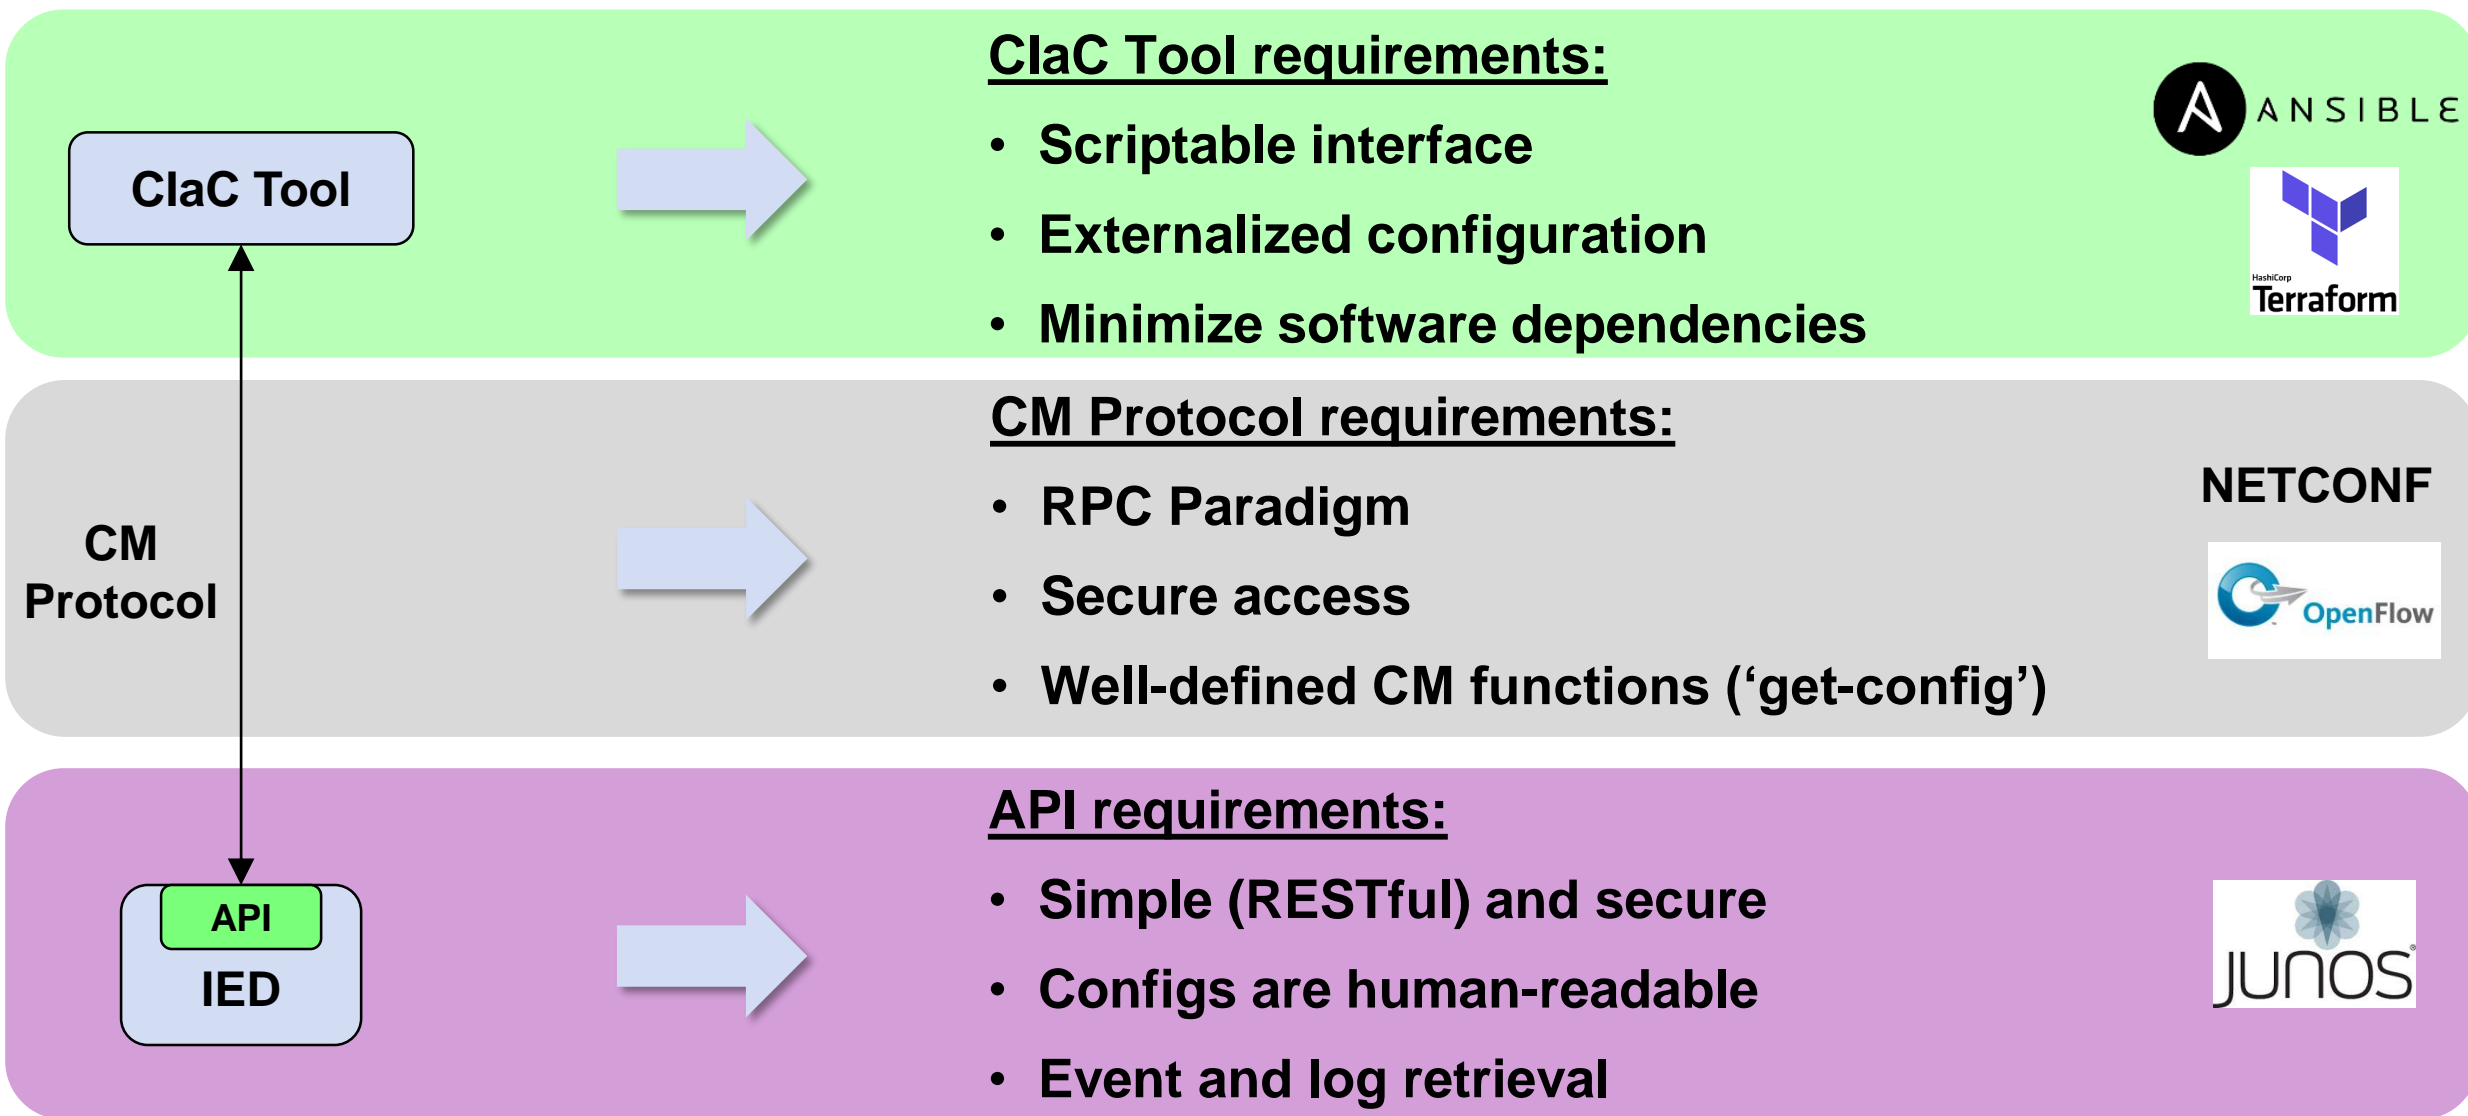 CIaC Tool requirements:
• Scriptable interface
• Externalized configuration
• Minimize software dependencies
CIaC Tool
ANSIBLE
HashiCorp
Terraform
CM Protocol requirements:
• RPC Paradigm
• Secure access
• Well-defined CM functions (‘get-config’)
CM
Protocol
NETCONF
OpenFlow
API requirements:
• Simple (RESTful) and secure
• Configs are human-readable
• Event and log retrieval
API
IED
JUNOS®